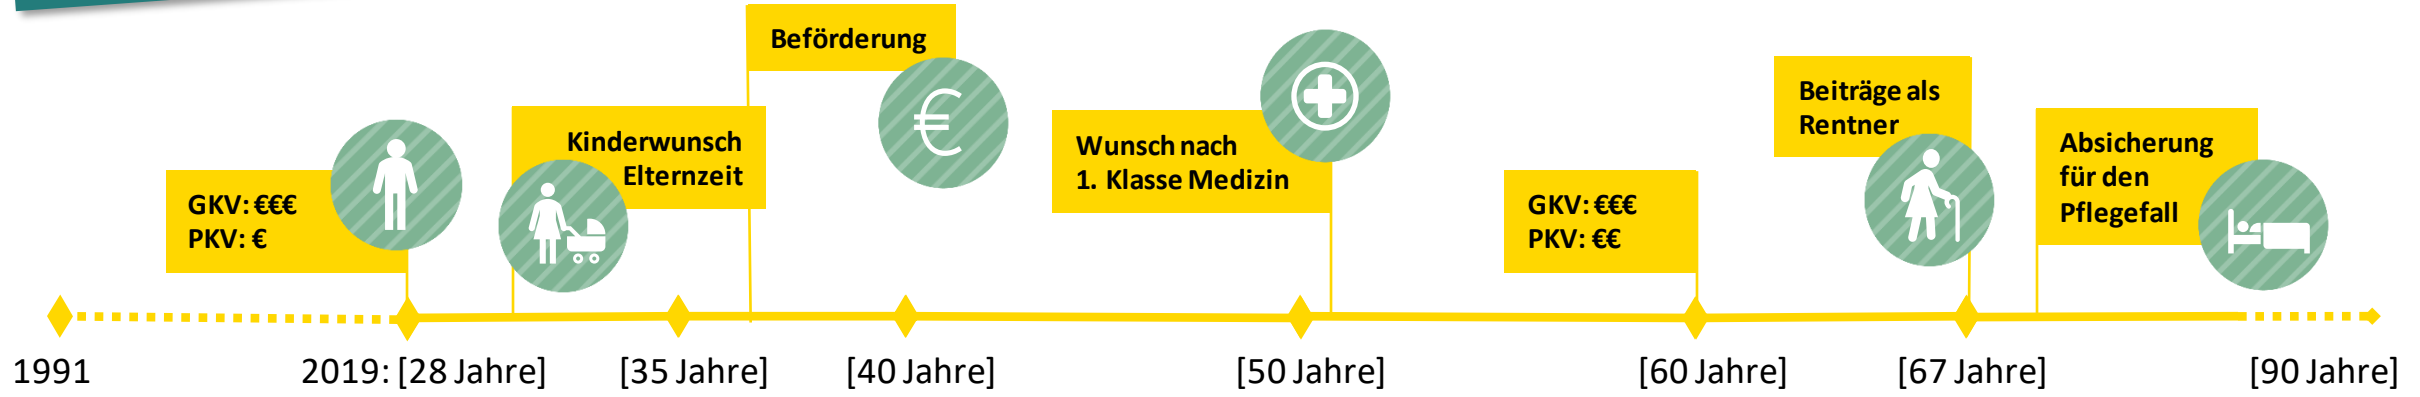 Beförderung
Kinderwunsch
Elternzeit
GKV: €€€
PKV: €
€
Wunsch nach
1. Klasse Medizin
GKV: €€€
PKV: €€
Beiträge als
Rentner
Absicherung
für den
Pflegefall
1991
2019: [28 Jahre]
[35 Jahre]
[40 Jahre]
[50 Jahre]
[60 Jahre]
[67 Jahre]
[90 Jahre]